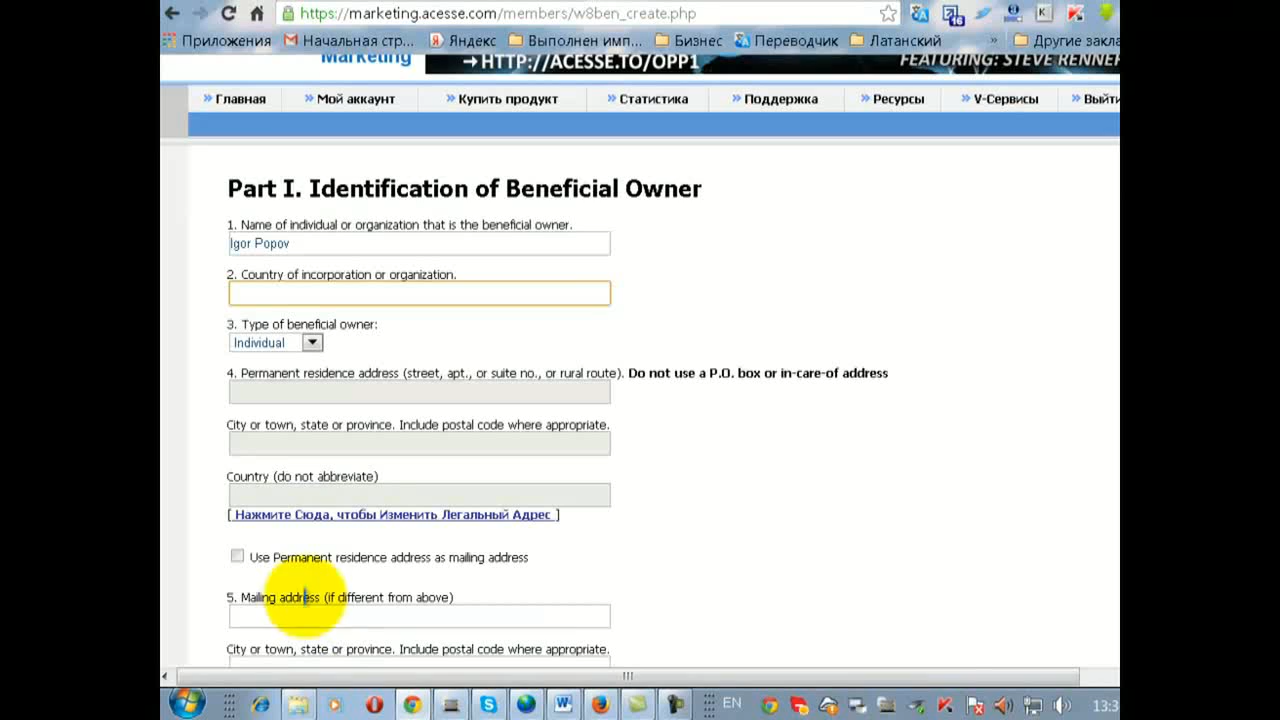 https://marketing.acesse.com/members/w8ben_create.php
16
K
Приложения
Начальная стр...
Яндекс
Выполнен имп...
Бизнес
Переводчик
Латанский
»
Другие закла
Marketing
→HTTP://ACESSE.TO/OPP1
FEATURING: STEVE RENNER
» Главная
» Мой аккаунт
» Купить продукт
» Статистика
» Поддержка
» Ресурсы
» V-Сервисы
» Выйти
Part I. Identification of Beneficial Owner
1. Name of individual or organization that is the beneficial owner.
Igor Popov
2. Country of incorporation or organization.
3. Type of beneficial owner:
Individual
4. Permanent residence address (street, apt., or suite no., or rural route). Do not use a P.O. box or in-care-of address
City or town, state or province. Include postal code where appropriate.
Country (do not abbreviate)
[ Нажмите Сюда, чтобы Изменить Легальный Адрес ]
Use Permanent residence address as mailing address
5. Mailing address (if different from above)
City or town, state or province. Include postal code where appropriate.
EN
13:3